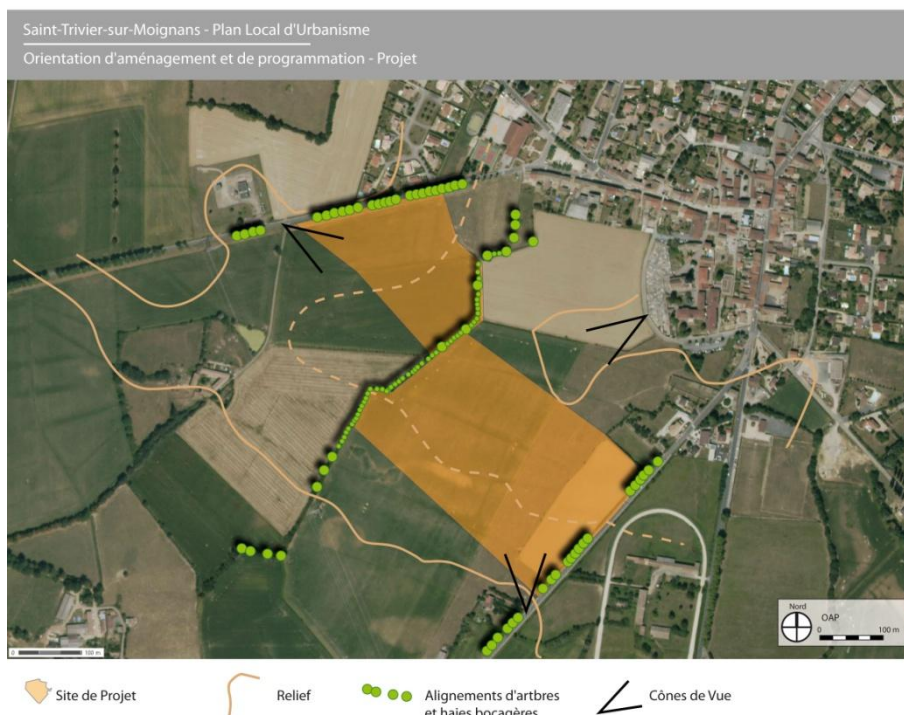 Saint-Trivier-sur-Moignans - Plan Local d'Urbanisme
Orientation d'aménagement et de programmation - Projet
Nord
OAP
0 100 m
0 100 m
Site de Projet
Relief
Alignements d'artbres
et haies bocagères
Cônes de Vue